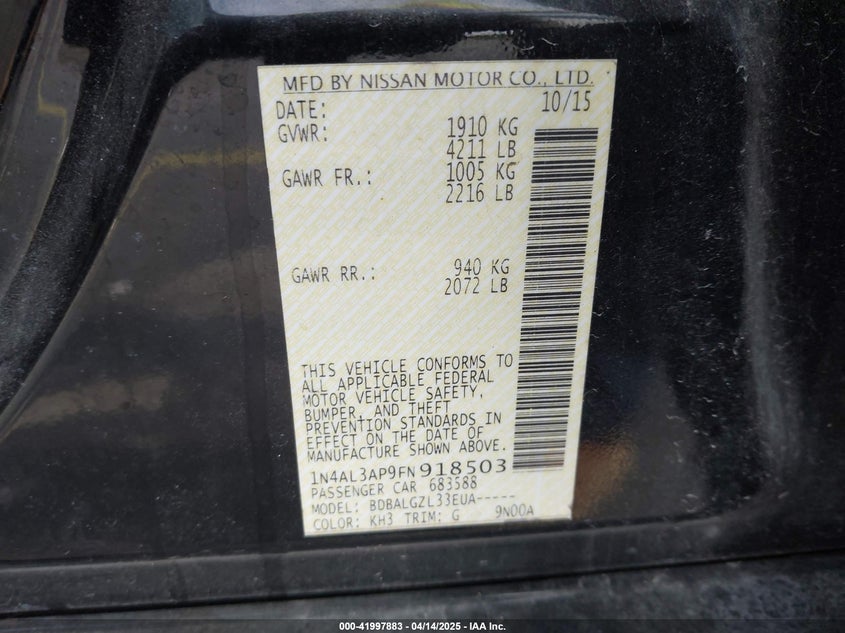 MFD BY NISSAN MOTOR CO., LTD.
DATE: 10/15
GVWR: 1910 KG
4211 LB
GAWR FR.: 1005 KG
2216 LB
GAWR RR.: 940 KG
2072 LB
THIS VEHICLE CONFORMS TO
ALL APPLICABLE FEDERAL
MOTOR VEHICLE SAFETY,
BUMPER, AND THEFT
PREVENTION STANDARDS IN
EFFECT ON THE DATE OF
MANUFACTURE SHOWN ABOVE.
1N4AL3AP9FN918503
PASSENGER CAR 683588
MODEL: BDBALGZL33EUA-----
COLOR: KH3 TRIM: G 9N00A
000-41997883 / 04/14/2025 - IAA Inc.